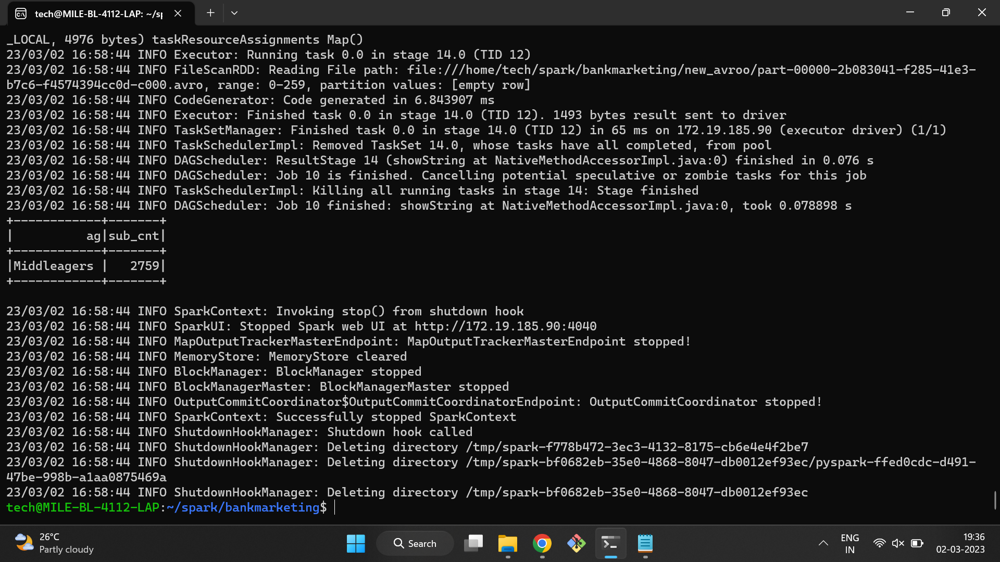 tech@MILE-BL-4112-LAP: ~/sp
_LOCAL, 4976 bytes) taskResourceAssignments Map()
23/03/02 16:58:44 INFO Executor: Running task 0.0 in stage 14.0 (TID 12)
23/03/02 16:58:44 INFO FileScanRDD: Reading File path: file:///home/tech/spark/bankmarketing/new_avroo/part-00000-2b083041-f285-41e3-
b7c6-f4574394cc0d-c000.avro, range: 0-259, partition values: [empty row]
23/03/02 16:58:44 INFO CodeGenerator: Code generated in 6.843907 ms
23/03/02 16:58:44 INFO Executor: Finished task 0.0 in stage 14.0 (TID 12). 1493 bytes result sent to driver
23/03/02 16:58:44 INFO TaskSetManager: Finished task 0.0 in stage 14.0 (TID 12) in 65 ms on 172.19.185.90 (executor driver) (1/1)
23/03/02 16:58:44 INFO TaskSchedulerImpl: Removed TaskSet 14.0, whose tasks have all completed, from pool
23/03/02 16:58:44 INFO DAGScheduler: ResultStage 14 (showString at NativeMethodAccessorImpl.java:0) finished in 0.076 s
23/03/02 16:58:44 INFO DAGScheduler: Job 10 is finished. Cancelling potential speculative or zombie tasks for this job
23/03/02 16:58:44 INFO TaskSchedulerImpl: Killing all running tasks in stage 14: Stage finished
23/03/02 16:58:44 INFO DAGScheduler: Job 10 finished: showString at NativeMethodAccessorImpl.java:0, took 0.078898 s
+------------+-------+
|          ag|sub_cnt|
+------------+-------+
|Middleagers |   2759|
+------------+-------+
23/03/02 16:58:44 INFO SparkContext: Invoking stop() from shutdown hook
23/03/02 16:58:44 INFO SparkUI: Stopped Spark web UI at http://172.19.185.90:4040
23/03/02 16:58:44 INFO MapOutputTrackerMasterEndpoint: MapOutputTrackerMasterEndpoint stopped!
23/03/02 16:58:44 INFO MemoryStore: MemoryStore cleared
23/03/02 16:58:44 INFO BlockManager: BlockManager stopped
23/03/02 16:58:44 INFO BlockManagerMaster: BlockManagerMaster stopped
23/03/02 16:58:44 INFO OutputCommitCoordinator$OutputCommitCoordinatorEndpoint: OutputCommitCoordinator stopped!
23/03/02 16:58:44 INFO SparkContext: Successfully stopped SparkContext
23/03/02 16:58:44 INFO ShutdownHookManager: Shutdown hook called
23/03/02 16:58:44 INFO ShutdownHookManager: Deleting directory /tmp/spark-f778b472-3ec3-4132-8175-cb6e4e4f2be7
23/03/02 16:58:44 INFO ShutdownHookManager: Deleting directory /tmp/spark-bf0682eb-35e0-4868-8047-db0012ef93ec/pyspark-ffed0cdc-d491-
47be-998b-a1aa0875469a
23/03/02 16:58:44 INFO ShutdownHookManager: Deleting directory /tmp/spark-bf0682eb-35e0-4868-8047-db0012ef93ec
tech@MILE-BL-4112-LAP:~/spark/bankmarketing$
26°C
Partly cloudy
Search
ENG
IN
19:36
02-03-2023